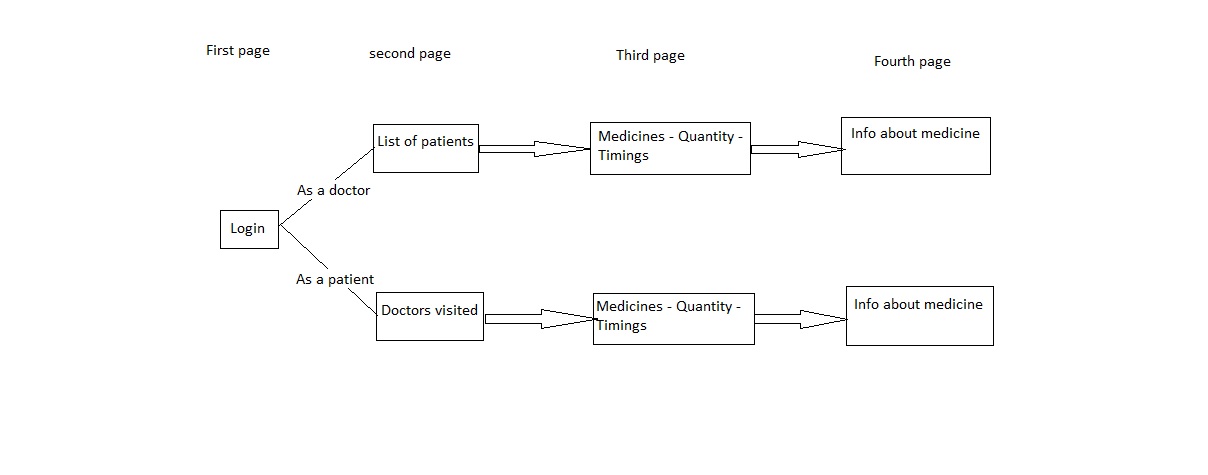 First page
second page
Third page
Fourth page
List of patients
Medicines - Quantity -
Timings
Info about medicine
As a doctor
Login
As a patient
Doctors visited
Medicines - Quantity -
Timings
Info about medicine